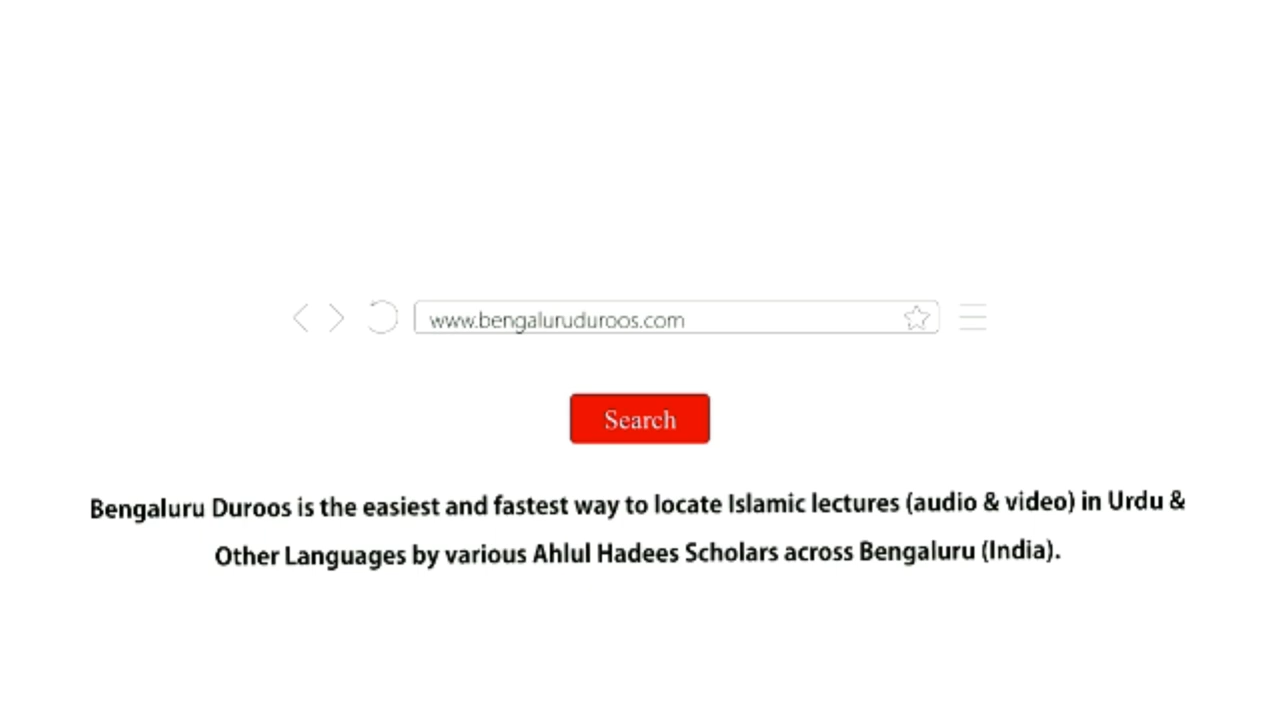 www.bengaluruduroos.com
Search
Bengaluru Duroos is the easiest and fastest way to locate Islamic lectures (audio & video) in Urdu &
Other Languages by various Ahlul Hadees Scholars across Bengaluru (India).